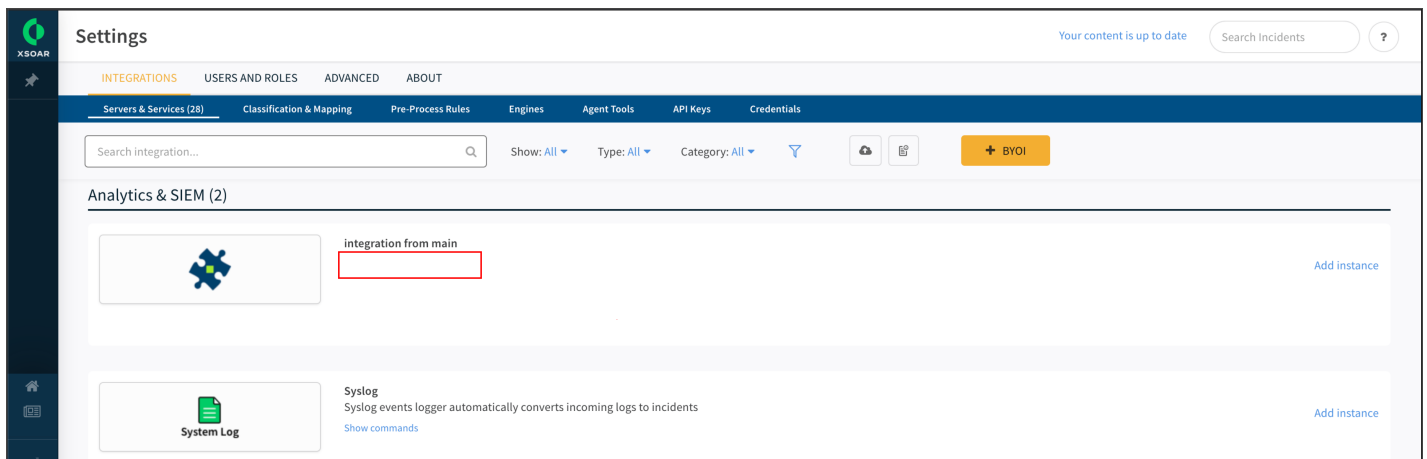 XSOAR
Settings
Your content is up to date
Search Incidents
?
INTEGRATIONS USERS AND ROLES ADVANCED ABOUT
Servers & Services (28) Classification & Mapping Pre-Process Rules Engines Agent Tools API Keys Credentials
Search integration... Show: All Type: All Category: All + BYOI
Analytics & SIEM (2)
integration from main
Add instance
Syslog
Syslog events logger automatically converts incoming logs to incidents
Show commands
Add instance
System Log